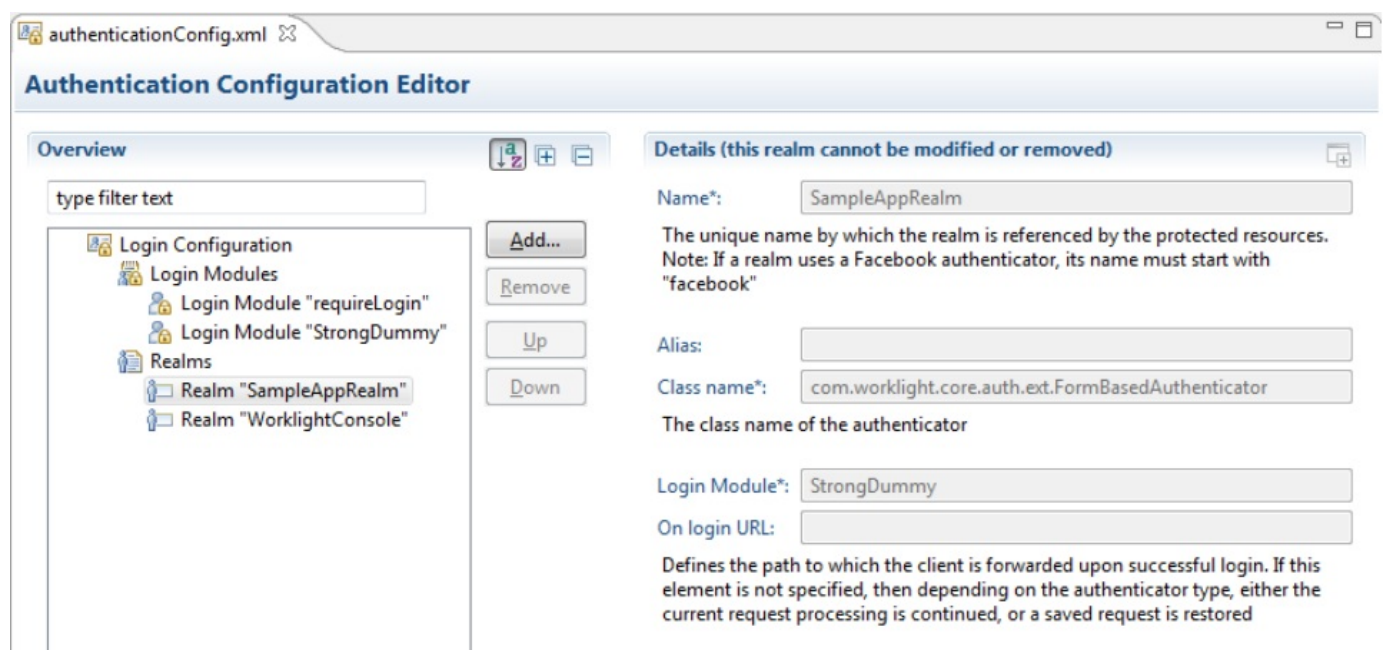 authenticationConfig.xml
Authentication Configuration Editor
Overview
type filter text
Login Configuration
Login Modules
Login Module "requireLogin"
Login Module "StrongDummy"
Realms
Realm "SampleAppRealm"
Realm "WorklightConsole"
Add...
Remove
Up
Down
Details (this realm cannot be modified or removed)
Name*: SampleAppRealm
The unique name by which the realm is referenced by the protected resources.
Note: If a realm uses a Facebook authenticator, its name must start with
"facebook"
Alias:
Class name*: com.worklight.core.auth.ext.FormBasedAuthenticator
The class name of the authenticator
Login Module*: StrongDummy
On login URL:
Defines the path to which the client is forwarded upon successful login. If this
element is not specified, then depending on the authenticator type, either the
current request processing is continued, or a saved request is restored